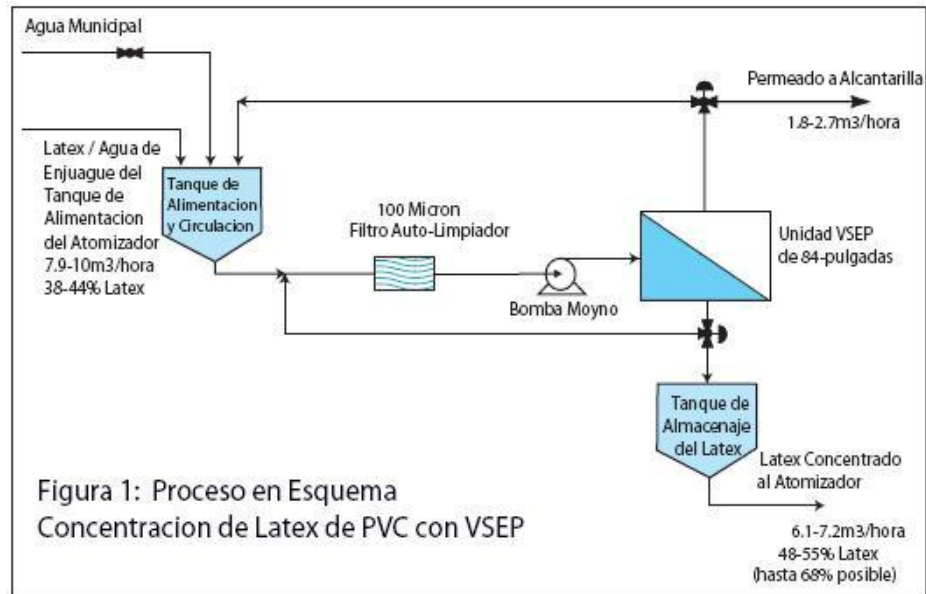 Agua Municipal
Permeado a Alcantarilla
1.8-2.7m3/hora
Latex / Agua de
Enjuague del
Tanque de
Alimentacion
del Atomizador
7.9-10m3/hora
38-44% Latex
Tanque de
Alimentacion
y Circulacion
100 Micron
Filtro Auto-Limpiador
Bomba Moyno
Unidad VSEP
de 84-pulgadas
Tanque de
Almacenaje
del Latex
Latex Concentrado
al Atomizador
6.1-7.2m3/hora
48-55% Latex
(hasta 68% posible)
Figura 1: Proceso en Esquema
Concentracion de Latex de PVC con VSEP